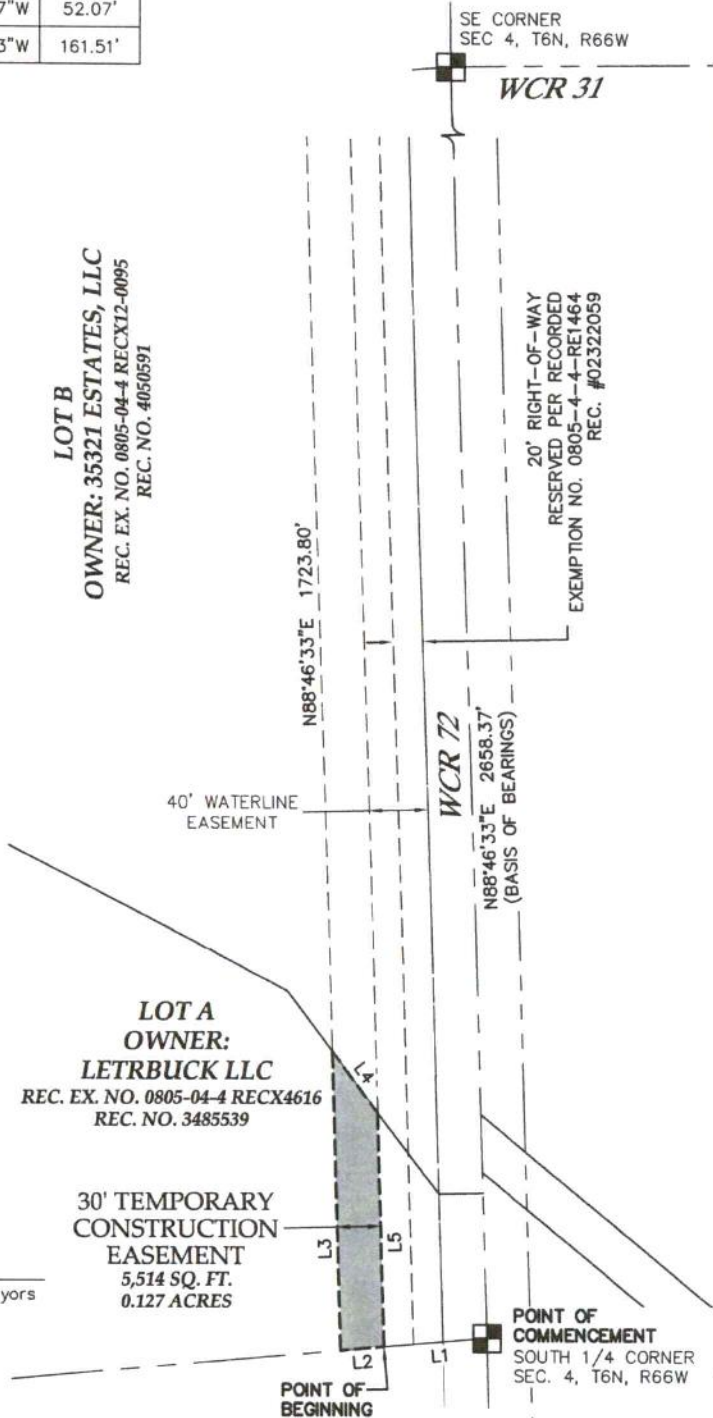 7"W 52.07'
3"W 161.51'
SE CORNER
SEC 4, T6N, R66W
WCR 31
LOT B
OWNER: 35321 ESTATES, LLC
REC. EX. NO. 0805-04-4 RECX12-0095
REC. NO. 4050591
20' RIGHT-OF-WAY
RESERVED PER RECORDED
EXEMPTION NO. 0805-4-4-RE1464
REC. #02322059
N88°46'33"E 1723.80'
WCR 72
N88°46'33"E 2658.37'
(BASIS OF BEARINGS)
40' WATERLINE
EASEMENT
LOT A
OWNER:
LETRBUCK LLC
REC. EX. NO. 0805-04-4 RECX4616
REC. NO. 3485539
L4
30' TEMPORARY
CONSTRUCTION
EASEMENT
5,514 SQ. FT.
0.127 ACRES
L3
L5
yors
L2
L1
POINT OF
COMMENCEMENT
SOUTH 1/4 CORNER
SEC. 4, T6N, R66W
POINT OF
BEGINNING